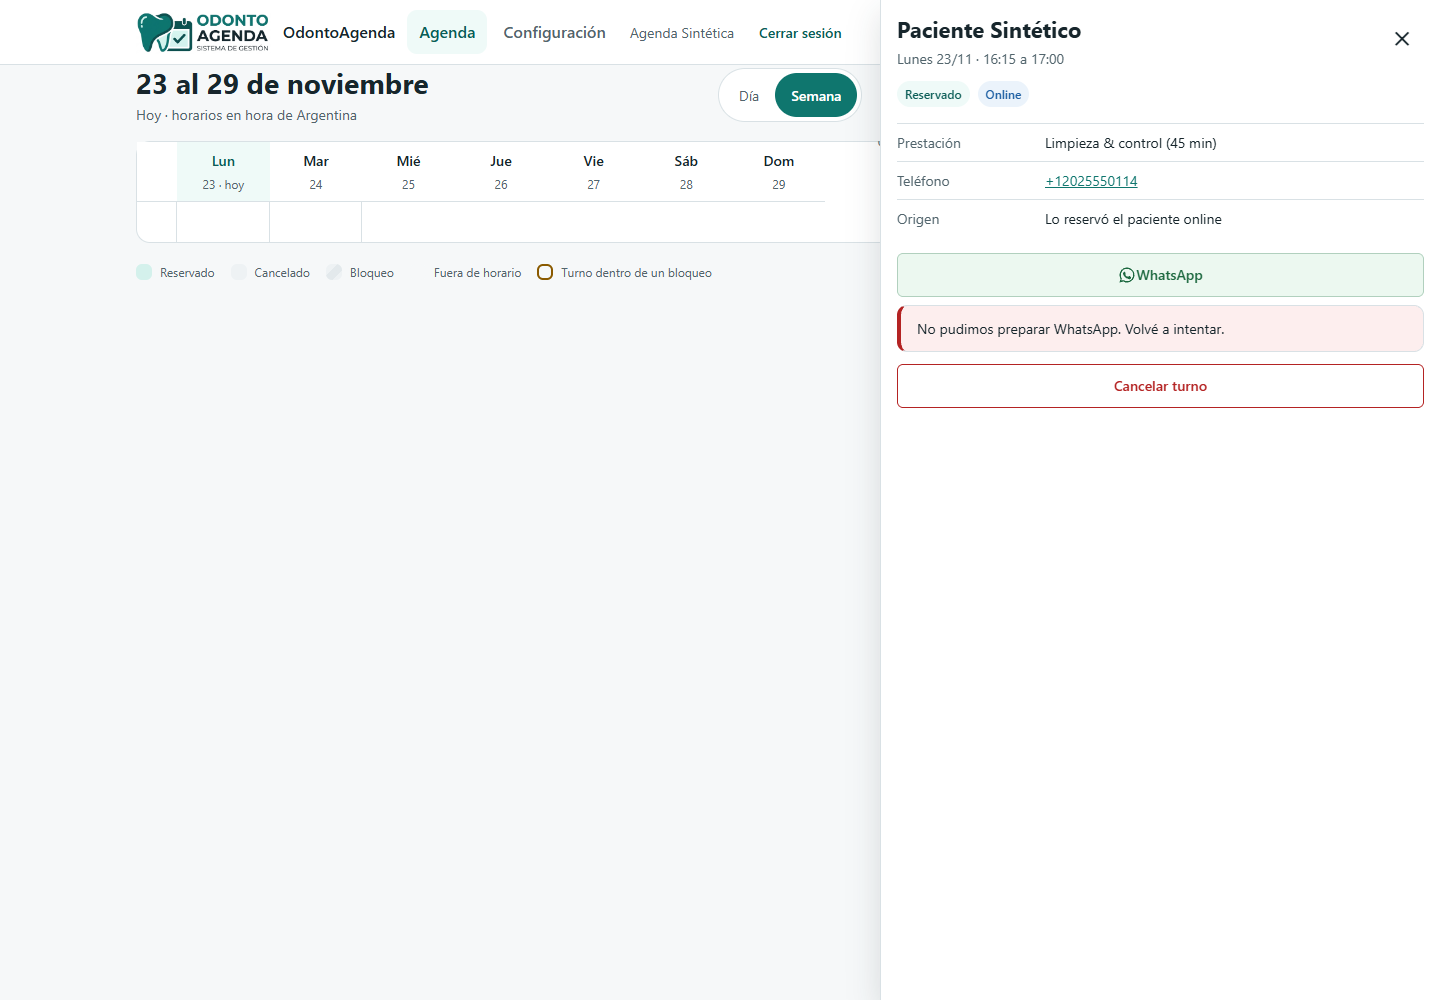 ODONTO
AGENDA
SISTEMA DE GESTIÓN
OdontoAgenda
Agenda
Configuración
Agenda Sintética
Cerrar sesión
23 al 29 de noviembre
Hoy · horarios en hora de Argentina
Día
Semana
Lun
23 · hoy
Mar
24
Mié
25
Jue
26
Vie
27
Sáb
28
Dom
29
Reservado
Cancelado
Bloqueo
Fuera de horario
Turno dentro de un bloqueo
Paciente Sintético
Lunes 23/11 · 16:15 a 17:00
Reservado
Online
Prestación
Limpieza & control (45 min)
Teléfono
+12025550114
Origen
Lo reservó el paciente online
WhatsApp
No pudimos preparar WhatsApp. Volvé a intentar.
Cancelar turno